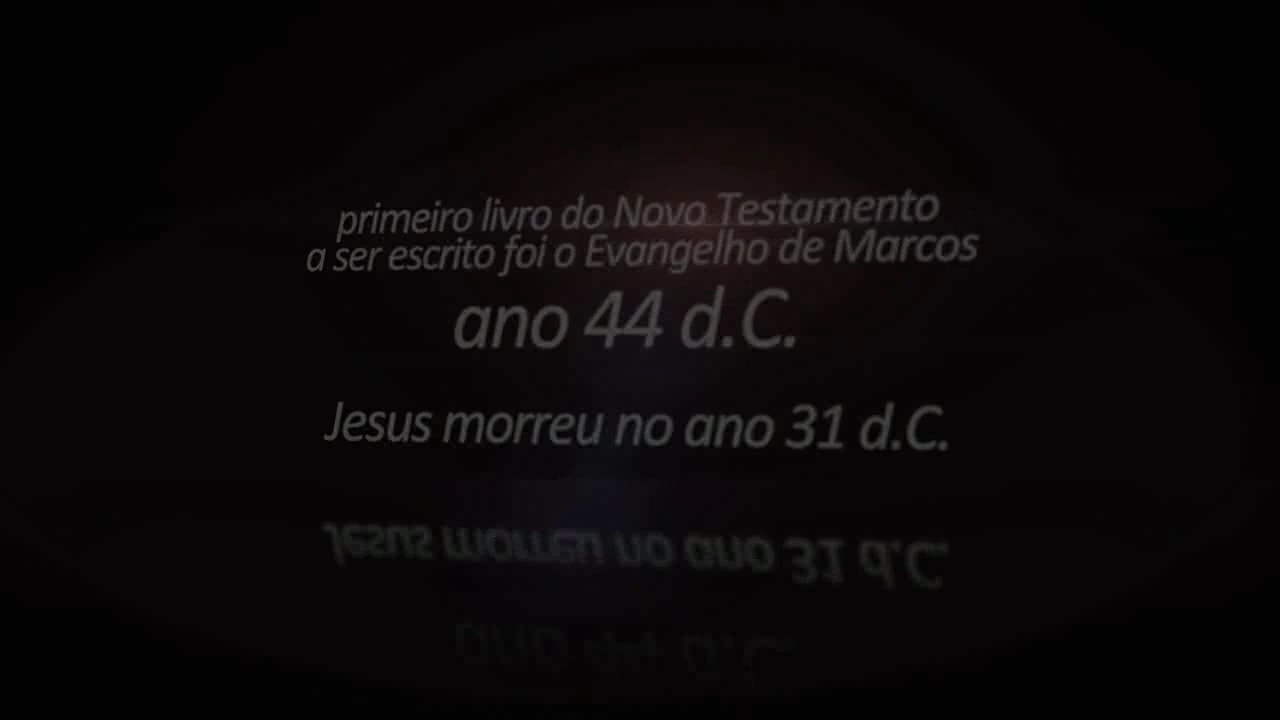 primeiro livro do Novo Testamento
a ser escrito foi o Evangelho de Marcos
ano 44 d.C.
Jesus morreu no ano 31 d.C.